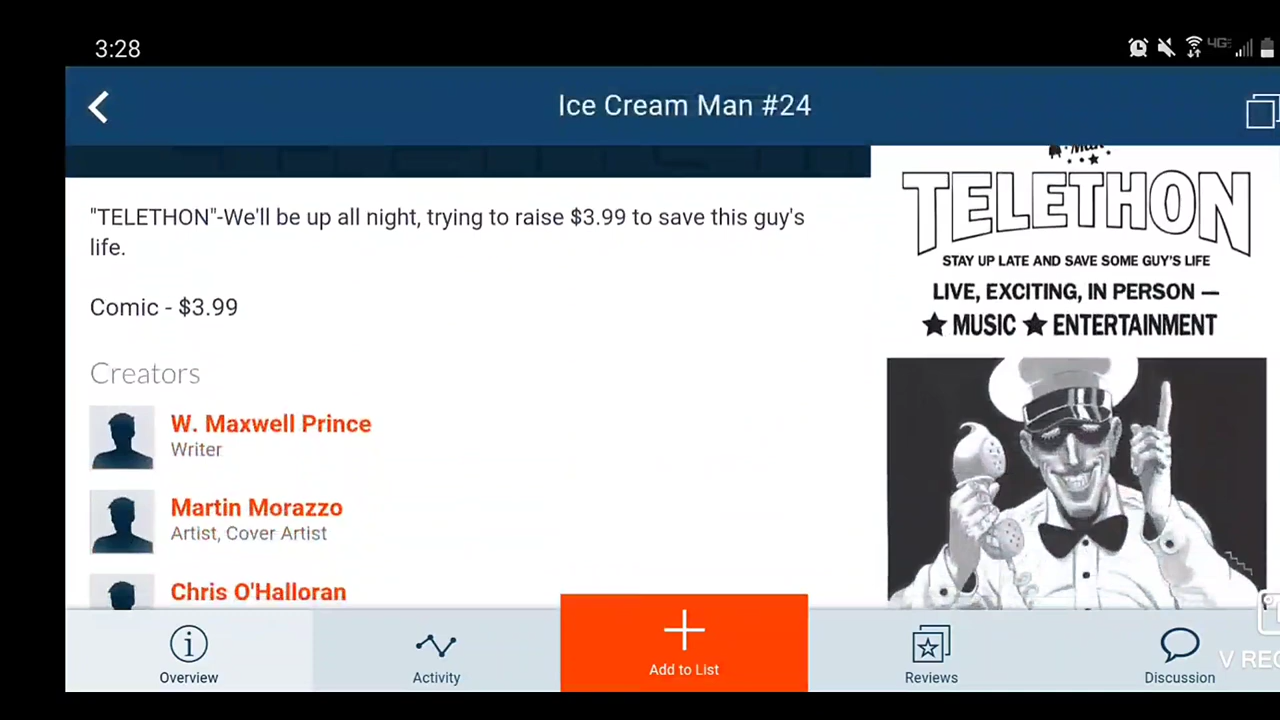 3:28
4GE
Ice Cream Man #24
"TELETHON"-We'll be up all night, trying to raise $3.99 to save this guy's
life.
Comic - $3.99
Creators
W. Maxwell Prince
Writer
Martin Morazzo
Artist, Cover Artist
Chris O'Halloran
TELETHON
STAY UP LATE AND SAVE SOME GUY'S LIFE
LIVE, EXCITING, IN PERSON —
★ MUSIC ★ ENTERTAINMENT
Overview
Activity
Add to List
Reviews
Discussion
V REC